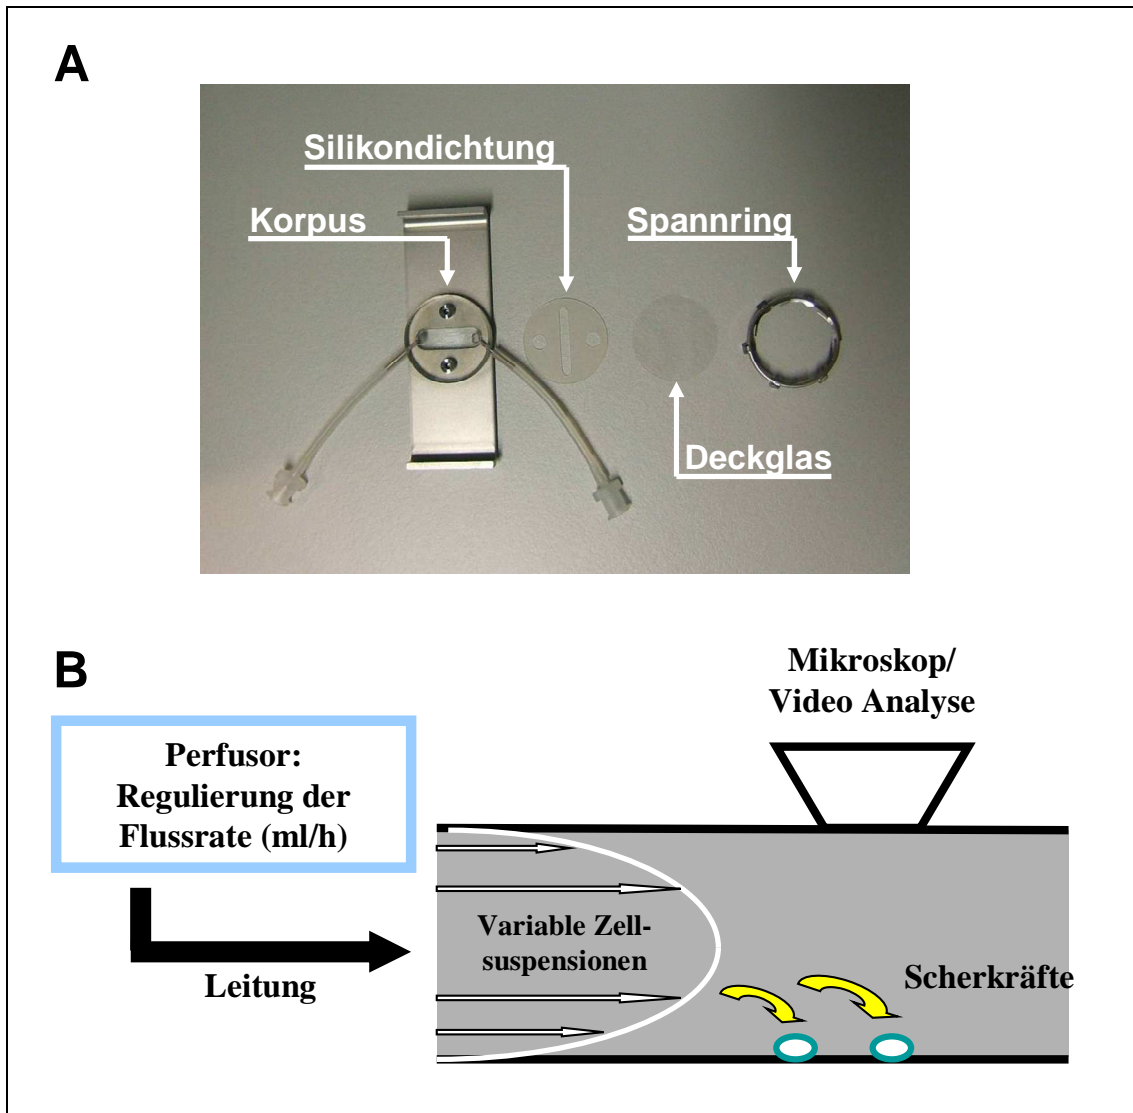 A
Silikondichtung
Korpus
Spannring
Deckglas
B
Mikroskop/
Video Analyse
Perfusor:
Regulierung der
Flussrate (ml/h)
Variable Zell-
suspensionen
Leitung
Scherkräfte